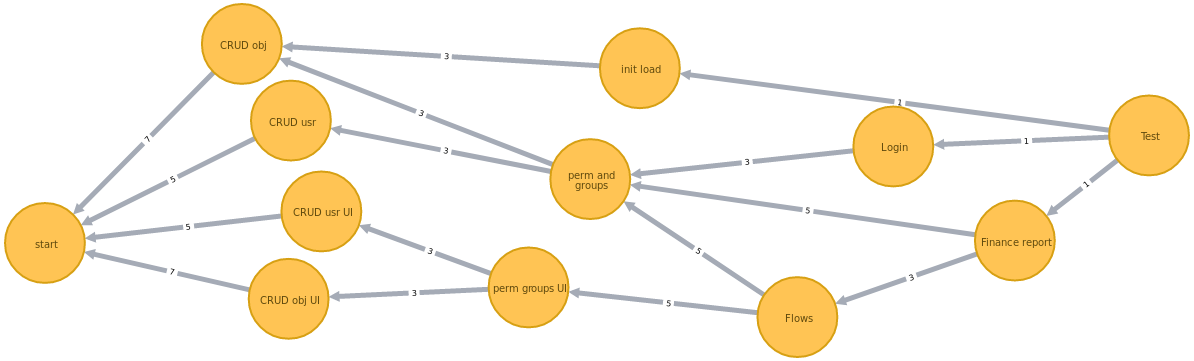 CRUD obj
3
init load
3
1
7
CRUD usr
3
Login
1
Test
3
perm and
groups
5
1
CRUD usr UI
5
5
start
3
5
Finance report
7
CRUD obj UI
3
perm groups UI
5
3
Flows